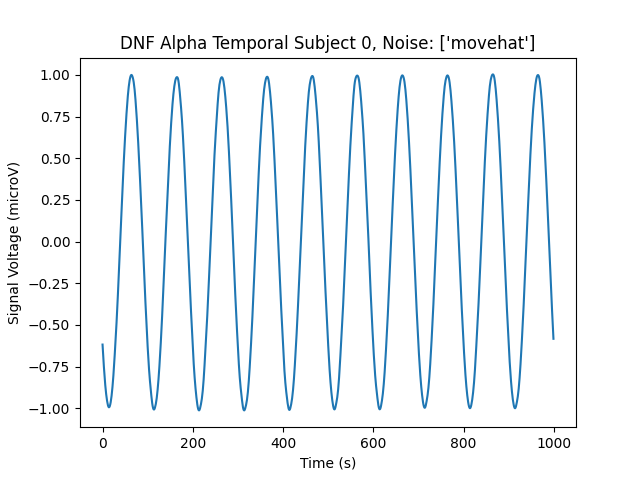 DNF Alpha Temporal Subject 0, Noise: ['movehat']
1.00
0.75
0.50
0.25
0.00
−0.25
−0.50
−0.75
−1.00
Signal Voltage (microV)
0 200 400 600 800 1000
Time (s)